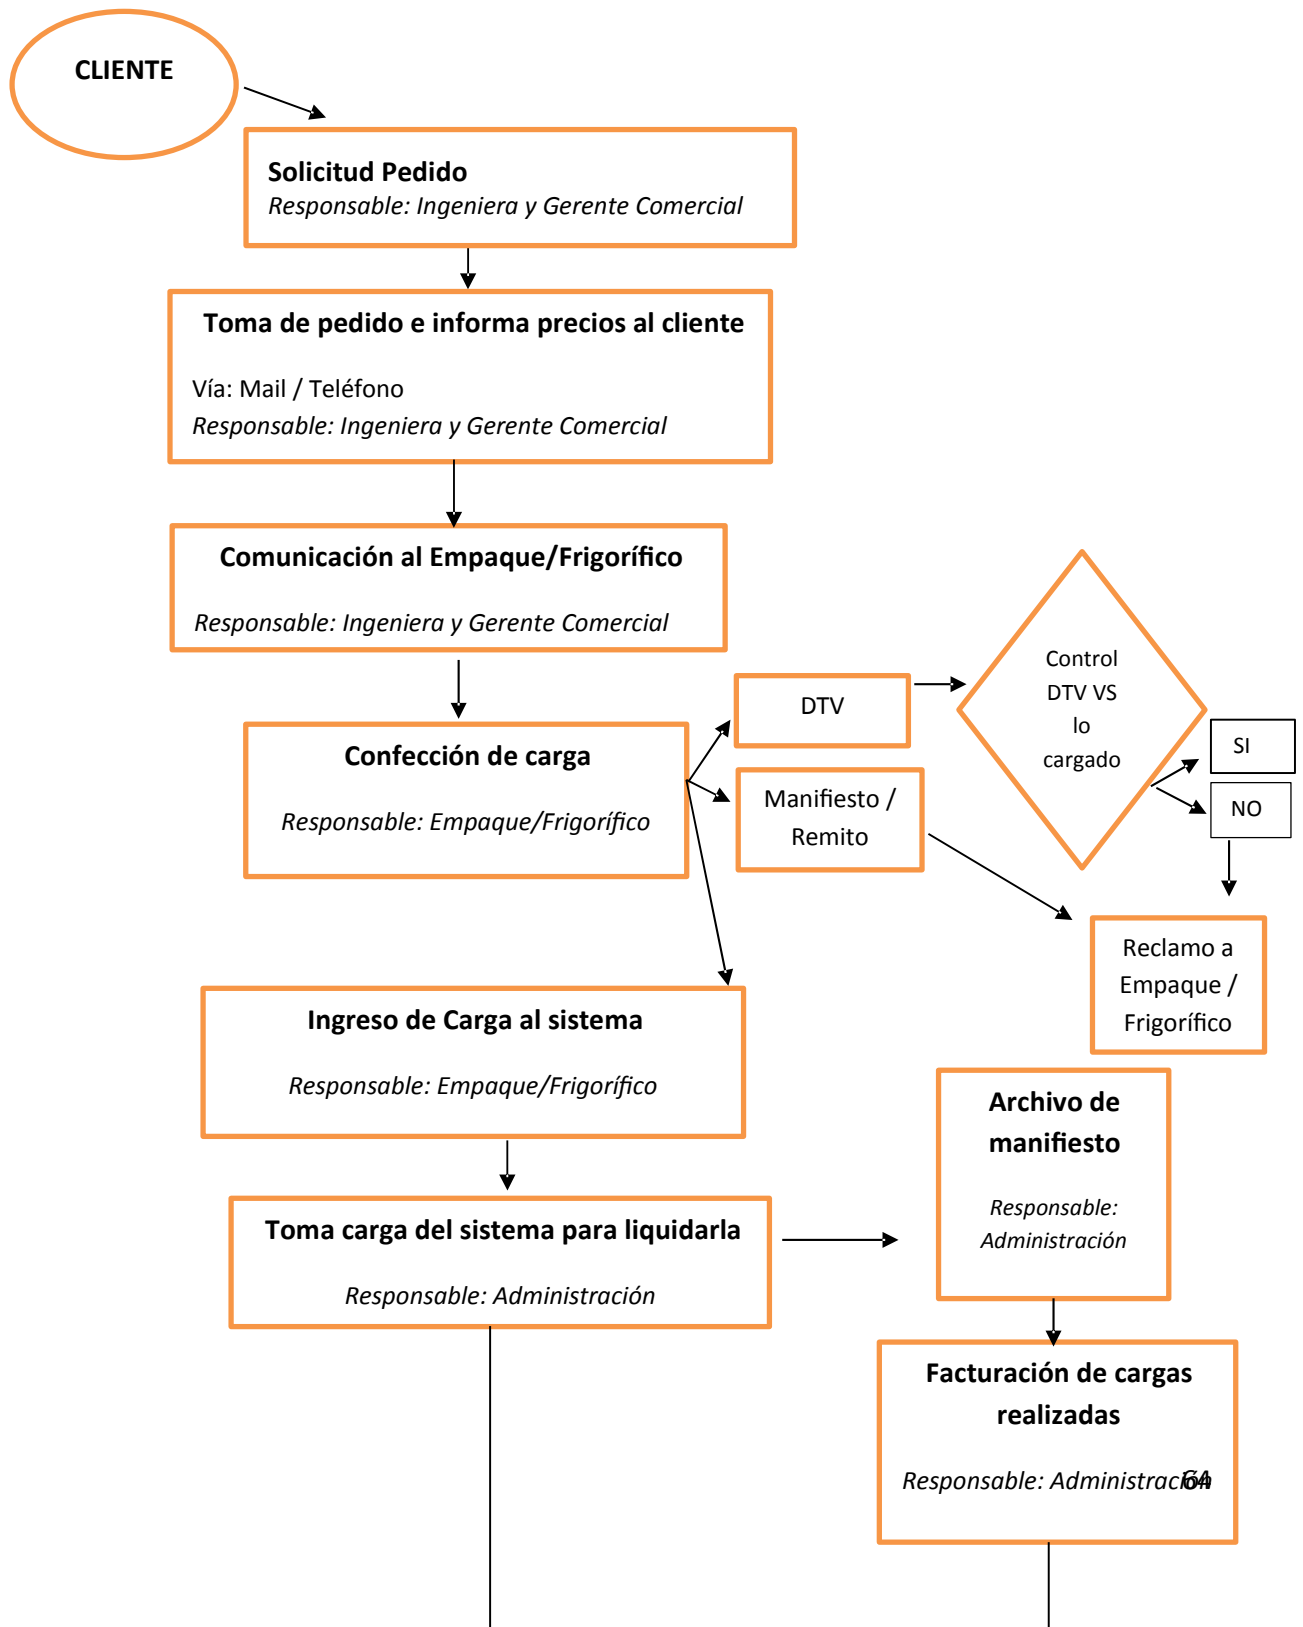 CLIENTE
Solicitud Pedido
Responsable: Ingeniera y Gerente Comercial
Toma de pedido e informa precios al cliente
Vía: Mail / Teléfono
Responsable: Ingeniera y Gerente Comercial
Comunicación al Empaque/Frigorífico
Responsable: Ingeniera y Gerente Comercial
Control
DTV VS
lo
cargado
DTV
SI
NO
Confección de carga
Responsable: Empaque/Frigorífico
Manifiesto /
Remito
Reclamo a
Empaque /
Frigorífico
Ingreso de Carga al sistema
Responsable: Empaque/Frigorífico
Archivo de
manifiesto
Responsable:
Administración
Toma carga del sistema para liquidarla
Responsable: Administración
Facturación de cargas
realizadas
Responsable: Administración
64